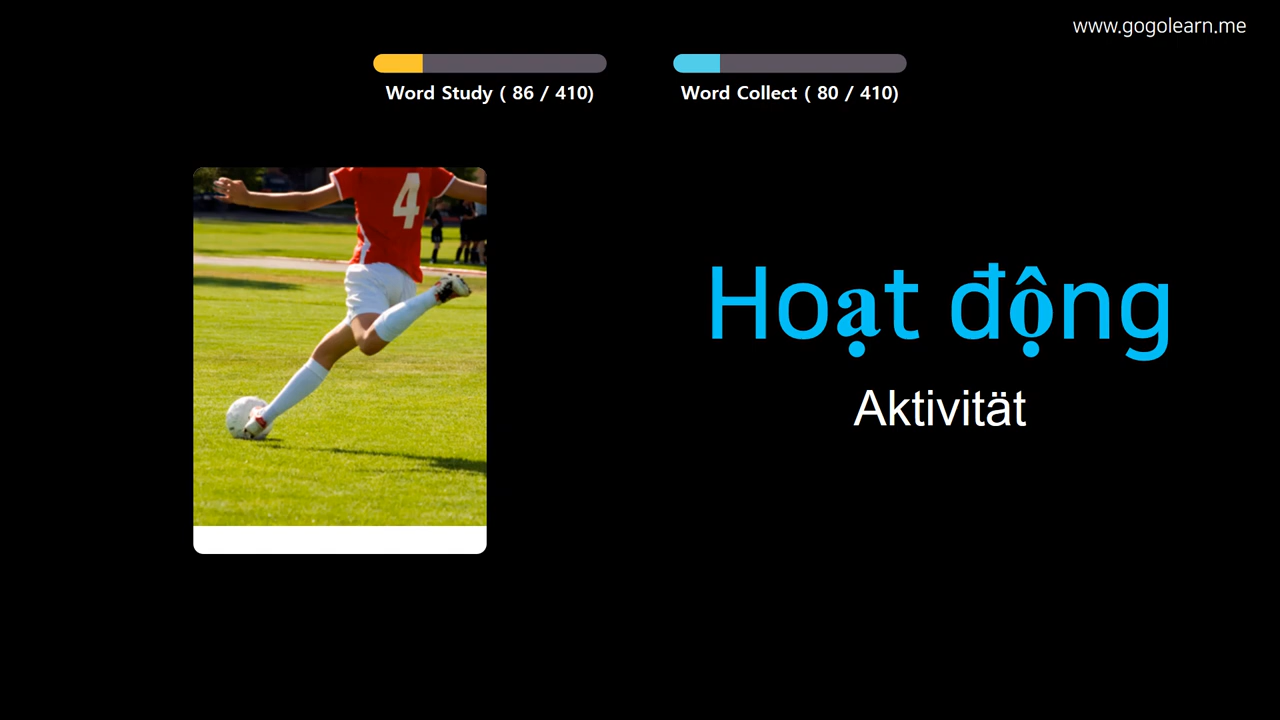 www.gogolearn.me
Word Study ( 86 / 410)
Word Collect ( 80 / 410)
4
Hoạt động
Aktivität